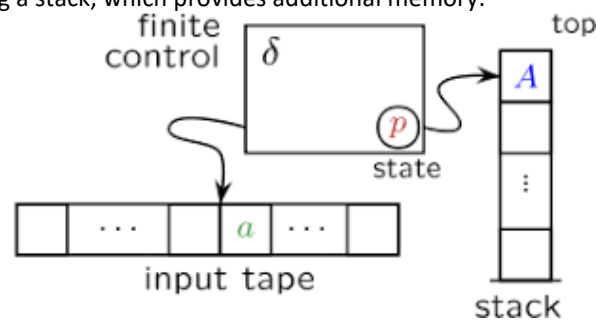 g a stack, which provides additional memory.
finite
control
δ
top
A
p
state
⋮
··· a ···
input tape
stack